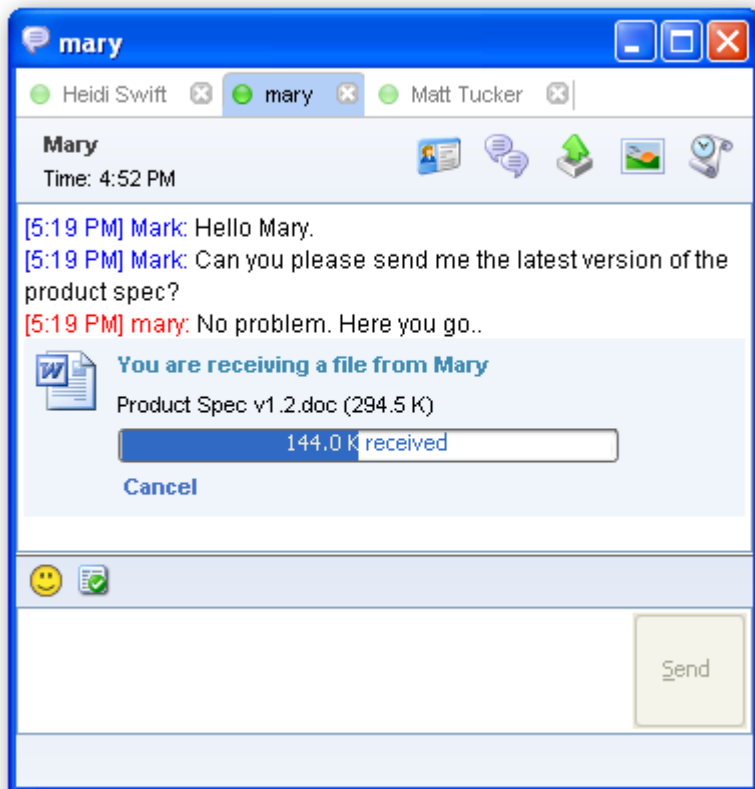 mary
Heidi Swift mary Matt Tucker
Mary
Time: 4:52 PM
[5:19 PM] Mark: Hello Mary.
[5:19 PM] Mark: Can you please send me the latest version of the
product spec?
[5:19 PM] mary: No problem. Here you go..
You are receiving a file from Mary
Product Spec v1.2.doc (294.5 K)
144.0 K received
Cancel
Send